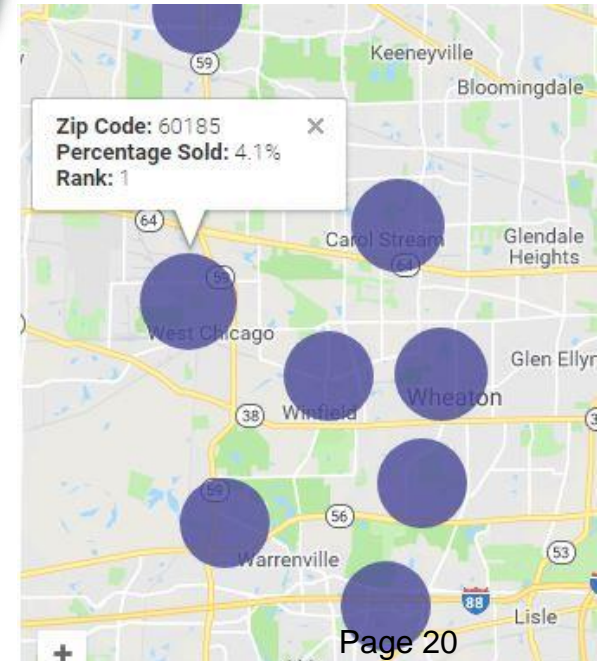 Keeneyville
59
Bloomingdale
Zip Code: 60185 ×
Percentage Sold: 4.1%
Rank: 1
64
Carol Stream
Glendale
Heights
64
59
West Chicago
Glen Ellyn
Wheaton
38
Winfield
59
56
53
Warrenville
88
Lisle
+
Page 20